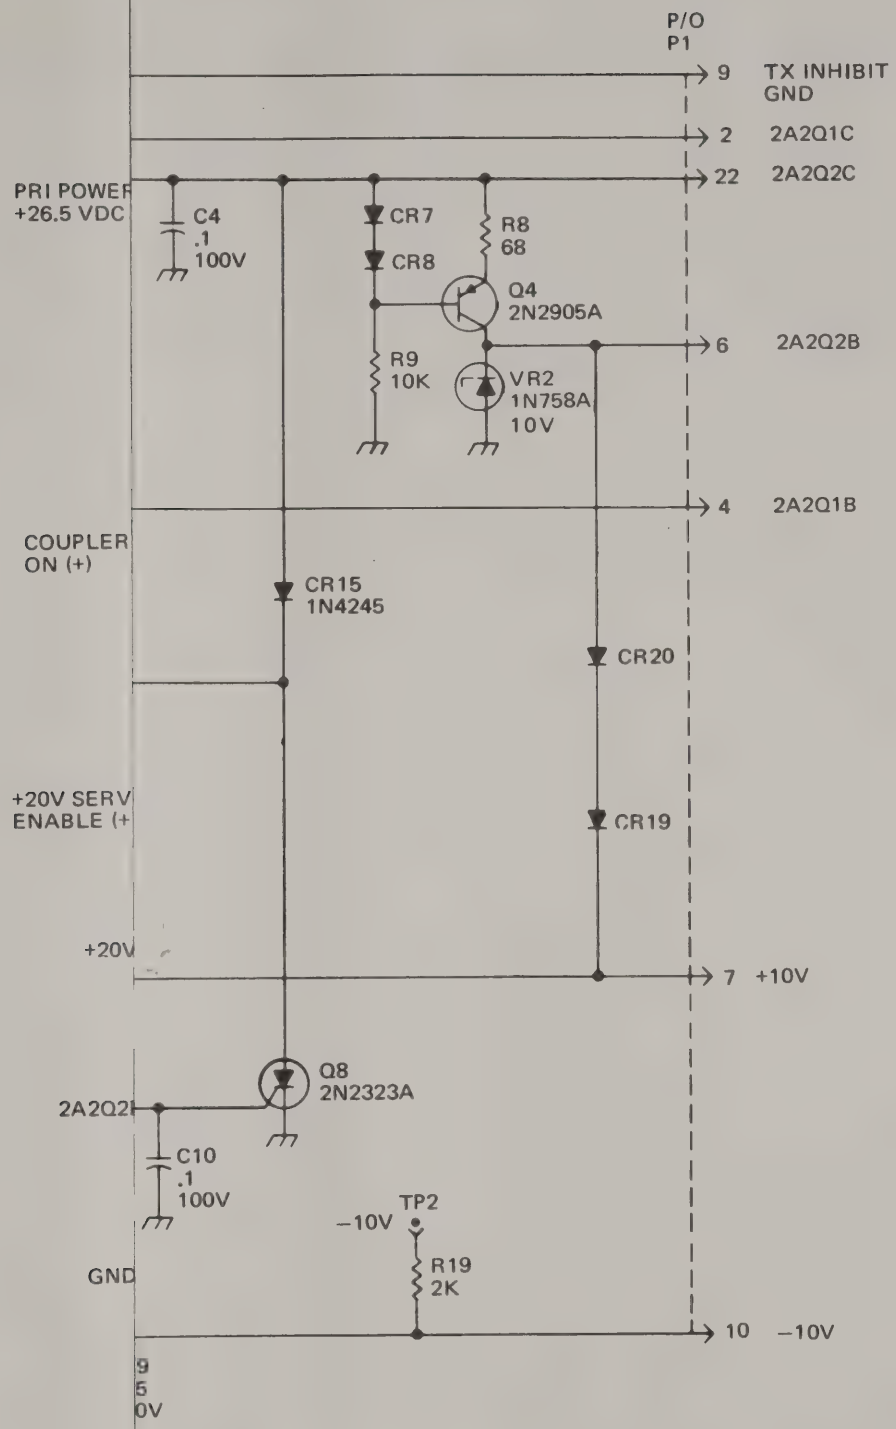 P/O
P1
9 TX INHIBIT
GND
2 2A2Q1C
22 2A2Q2C
PRI POWER
+26.5 VDC
C4
.1
100V
CR7
CR8
R8
68
Q4
2N2905A
6 2A2Q2B
R9
10K
VR2
1N758A
10V
4 2A2Q1B
COUPLER
ON (+)
CR15
1N4245
CR20
+20V SERV
ENABLE (+
CR19
+20V
7 +10V
Q8
2N2323A
2A2Q2
C10
.1
100V
TP2
−10V
R19
2K
GND
10 −10V
9
5
0V